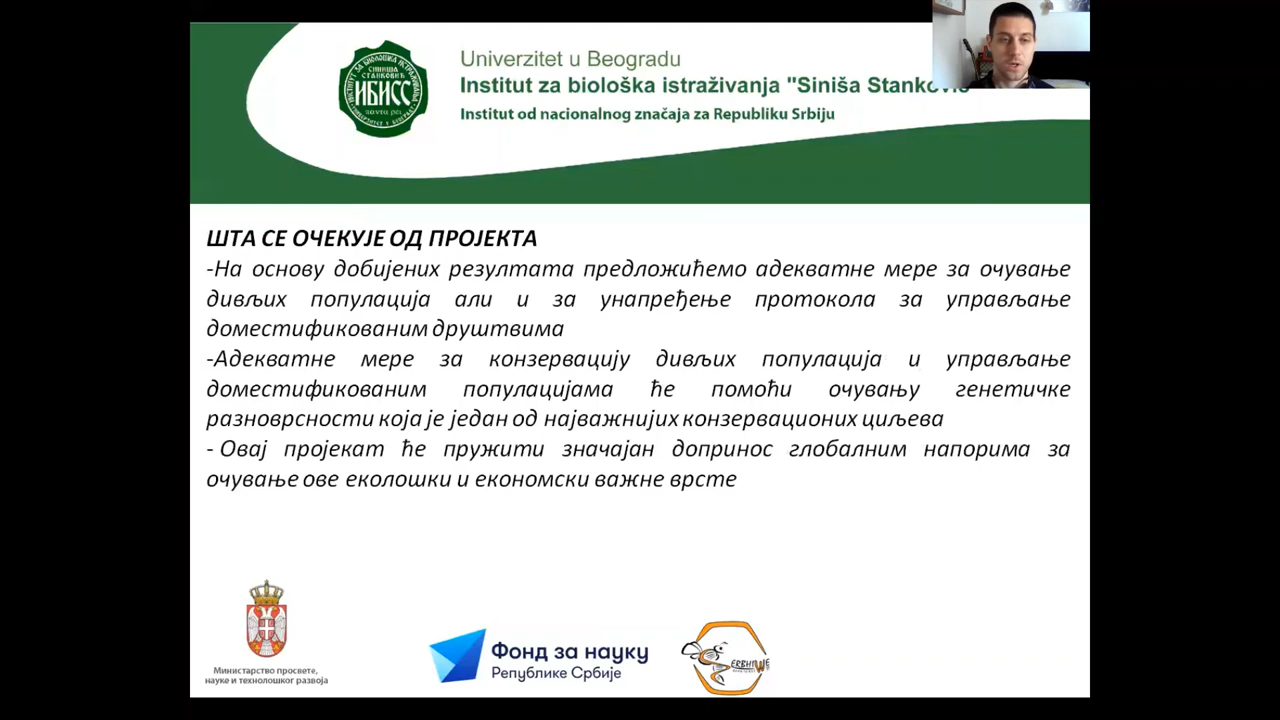 Univerzitet u Beogradu
Institut za biološka istraživanja "Siniša
Institut od nacionalnog značaja za Republiku Srbiju
СИНИША
СТАНКОВИЋ
ИБИСС
ШТА СЕ ОЧЕКУЈЕ ОД ПРОЈЕКТА
-На основу добијених резултата предложићемо адекватне мере за очување
дивљих популација али и за унапређење протокола за управљање
доместификованим друштвима
-Адекватне мере за конзервацију дивљих популација и управљање
доместификованим популацијама ће помоћи очувању генетичке
разноврсности која је један од најважнијих конзервационих циљева
- Овај пројекат ће пружити значајан допринос глобалним напорима за
очување ове еколошки и економски важне врсте
Министарство просвете,
науке и технолошког развоја
Фонд за науку
Републике Србије